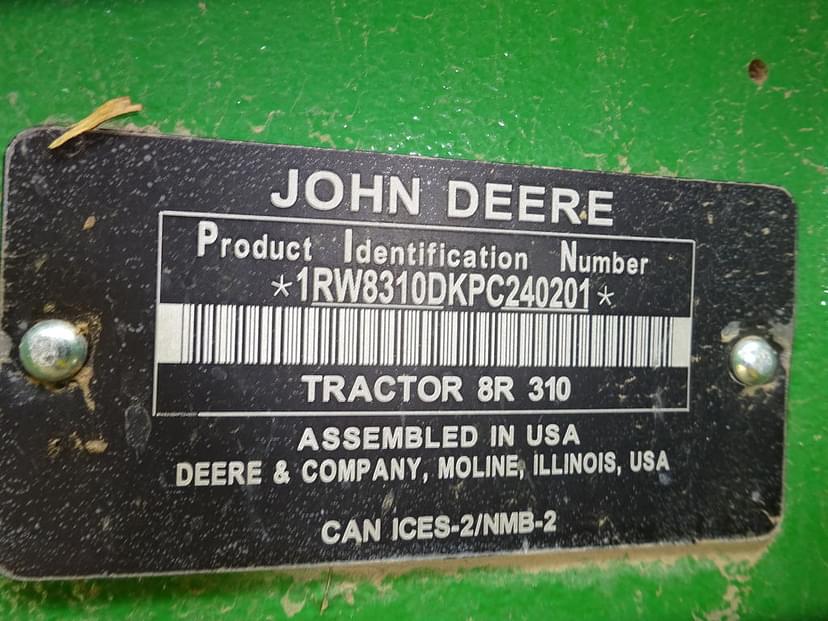 JOHN DEERE
Product Identification Number
*1RW8310DKPC240201*
TRACTOR 8R 310
ASSEMBLED IN USA
DEERE & COMPANY, MOLINE, ILLINOIS, USA
CAN ICES-2/NMB-2